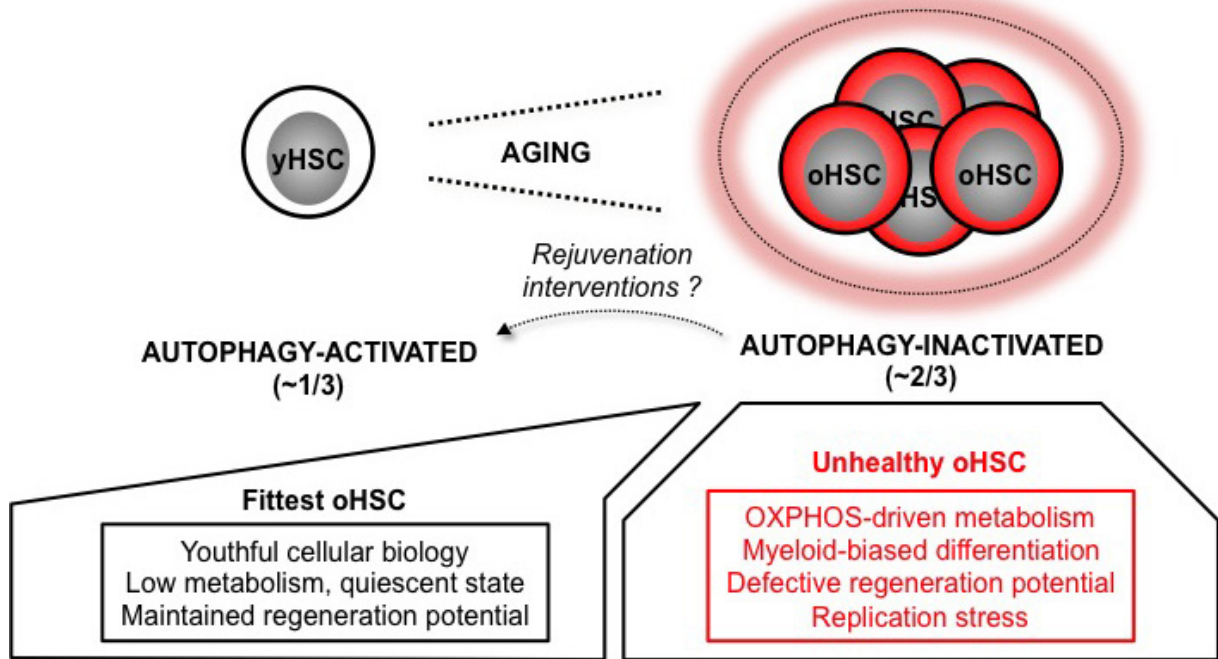 yHSC
AGING
HSC
oHSC
oHSC
HS
Rejuvenation
interventions ?
AUTOPHAGY-ACTIVATED
(~1/3)
AUTOPHAGY-INACTIVATED
(~2/3)
Fittest oHSC
Youthful cellular biology
Low metabolism, quiescent state
Maintained regeneration potential
Unhealthy oHSC
OXPHOS-driven metabolism
Myeloid-biased differentiation
Defective regeneration potential
Replication stress